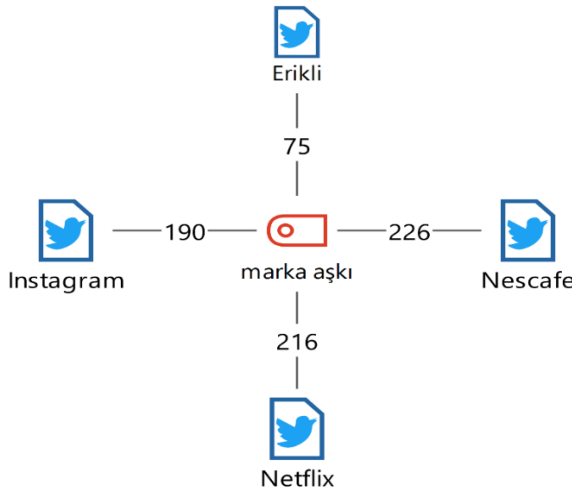 Erikli
75
190
226
Instagram
marka aşkı
Nescafe
216
Netflix